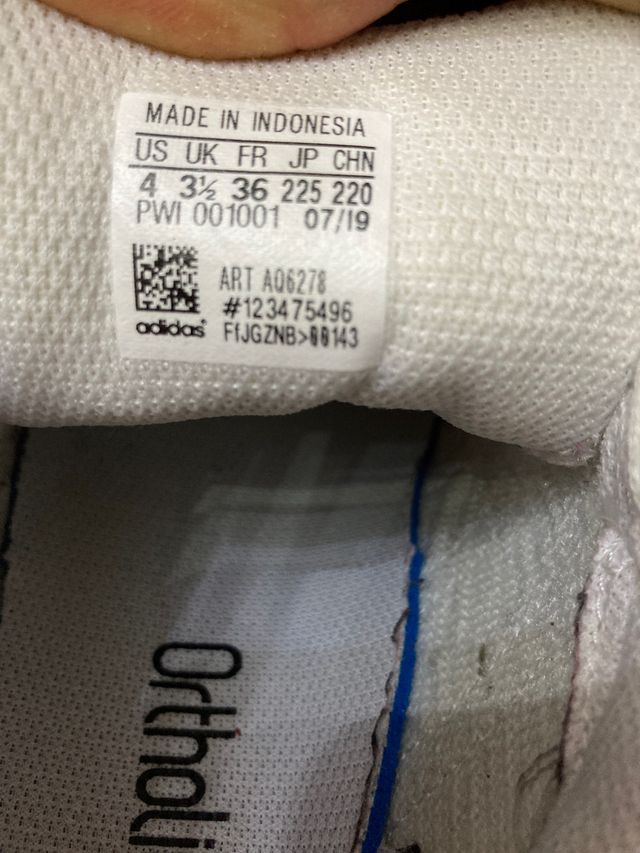 MADE IN INDONESIA
US UK FR JP CHN
4 3½ 36 225 220
PWI 001001 07/19
ART AQ6278
#123475496
adidas FfJGZNB>00143
Ortholi